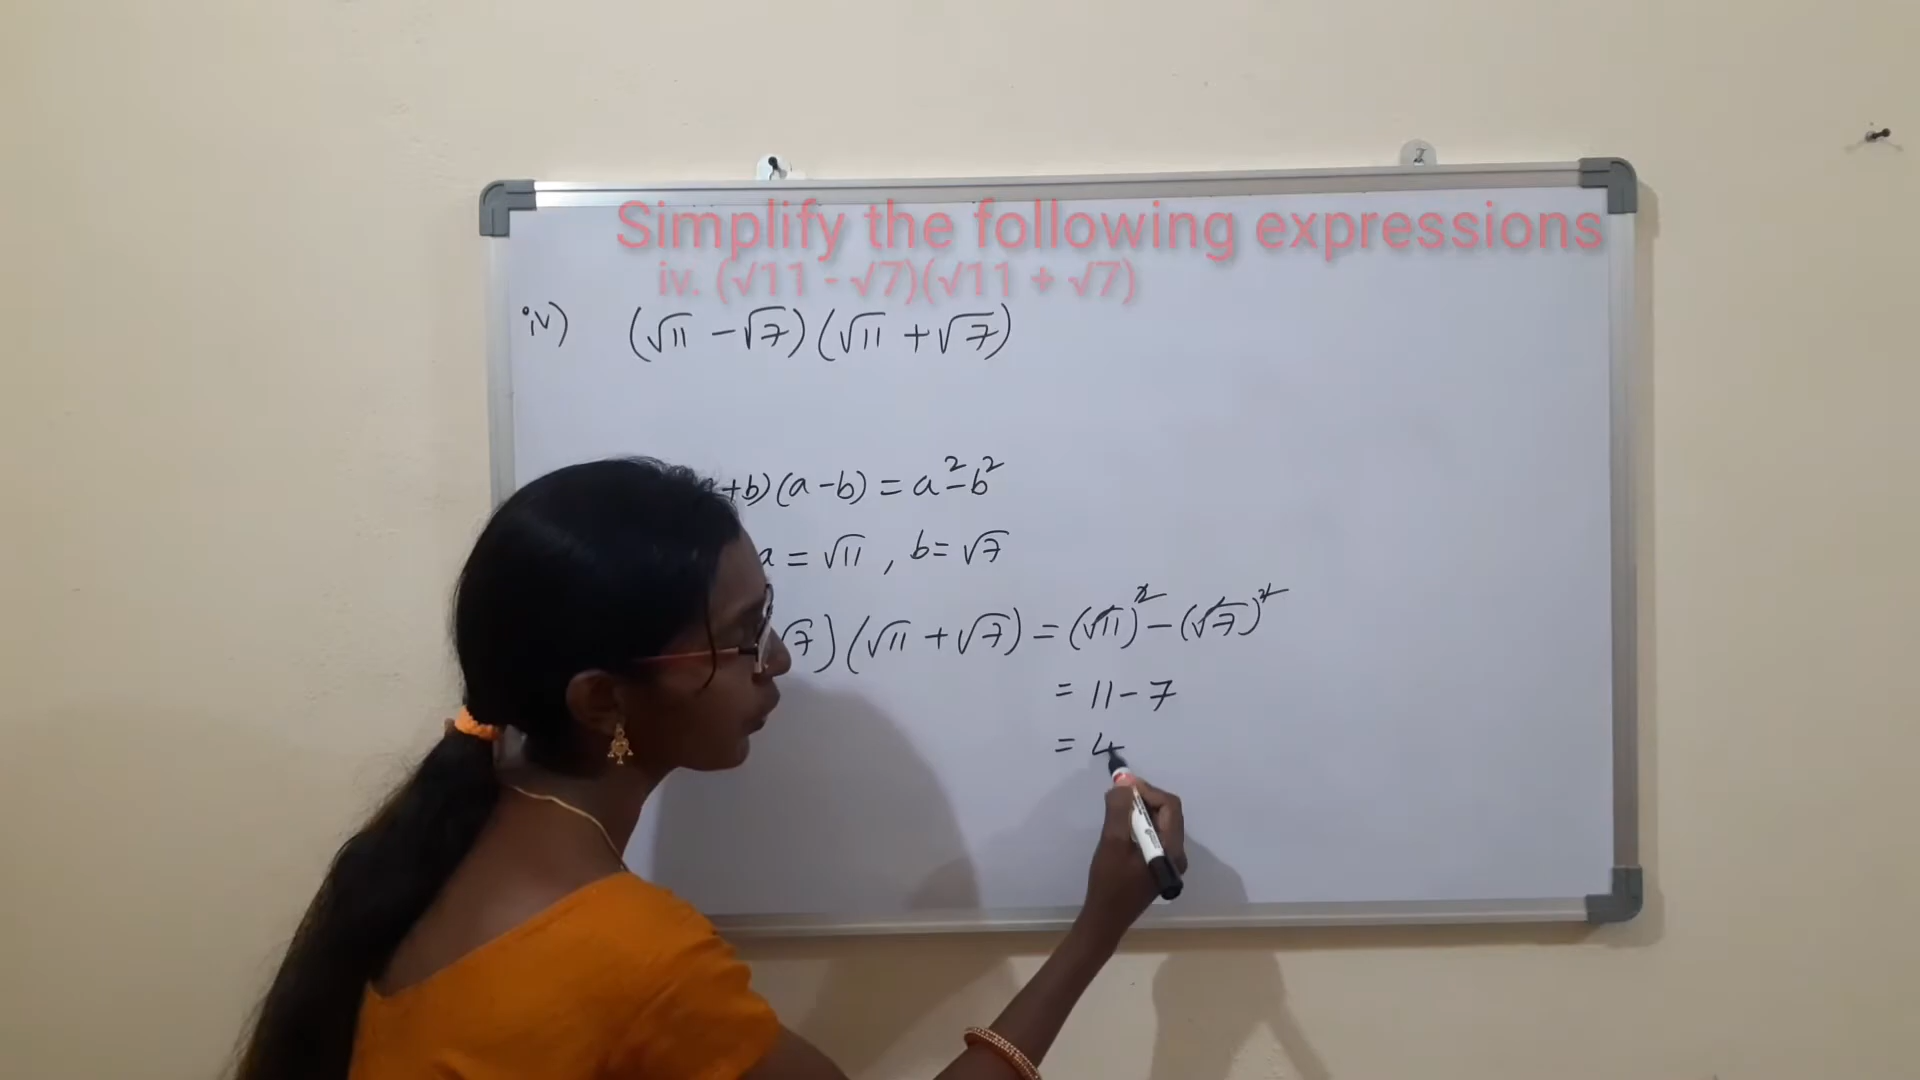 Simplify the following expressions
iv. (√11 - √7)(√11 + √7)
iv) (√11 - √7) (√11 + √7)
+b) (a - b) = a² - b²
a = √11 , b = √7
√7) (√11 + √7) = (√11)² - (√7)²
= 11 - 7
= 4